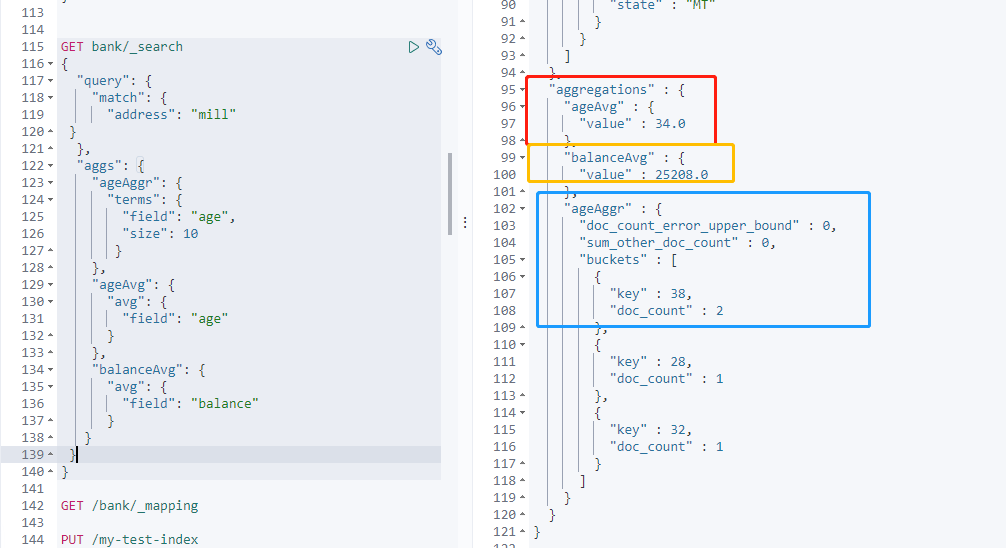 113
114
115 GET bank/_search
116 {
117 "query": {
118 "match": {
119 "address": "mill"
120 }
121 },
122 "aggs": {
123 "ageAggr": {
124 "terms": {
125 "field": "age",
126 "size": 10
127 }
128 },
129 "ageAvg": {
130 "avg": {
131 "field": "age"
132 }
133 },
134 "balanceAvg": {
135 "avg": {
136 "field": "balance"
137 }
138 }
139 }
140 }
141
142 GET /bank/_mapping
143
144 PUT /my-test-index
90 "state" : "MT"
91 }
92 }
93 ]
94 },
95 "aggregations" : {
96 "ageAvg" : {
97 "value" : 34.0
98 },
99 "balanceAvg" : {
100 "value" : 25208.0
101 },
102 "ageAggr" : {
103 "doc_count_error_upper_bound" : 0,
104 "sum_other_doc_count" : 0,
105 "buckets" : [
106 {
107 "key" : 38,
108 "doc_count" : 2
109 },
110 {
111 "key" : 28,
112 "doc_count" : 1
113 },
114 {
115 "key" : 32,
116 "doc_count" : 1
117 }
118 ]
119 }
120 }
121 }